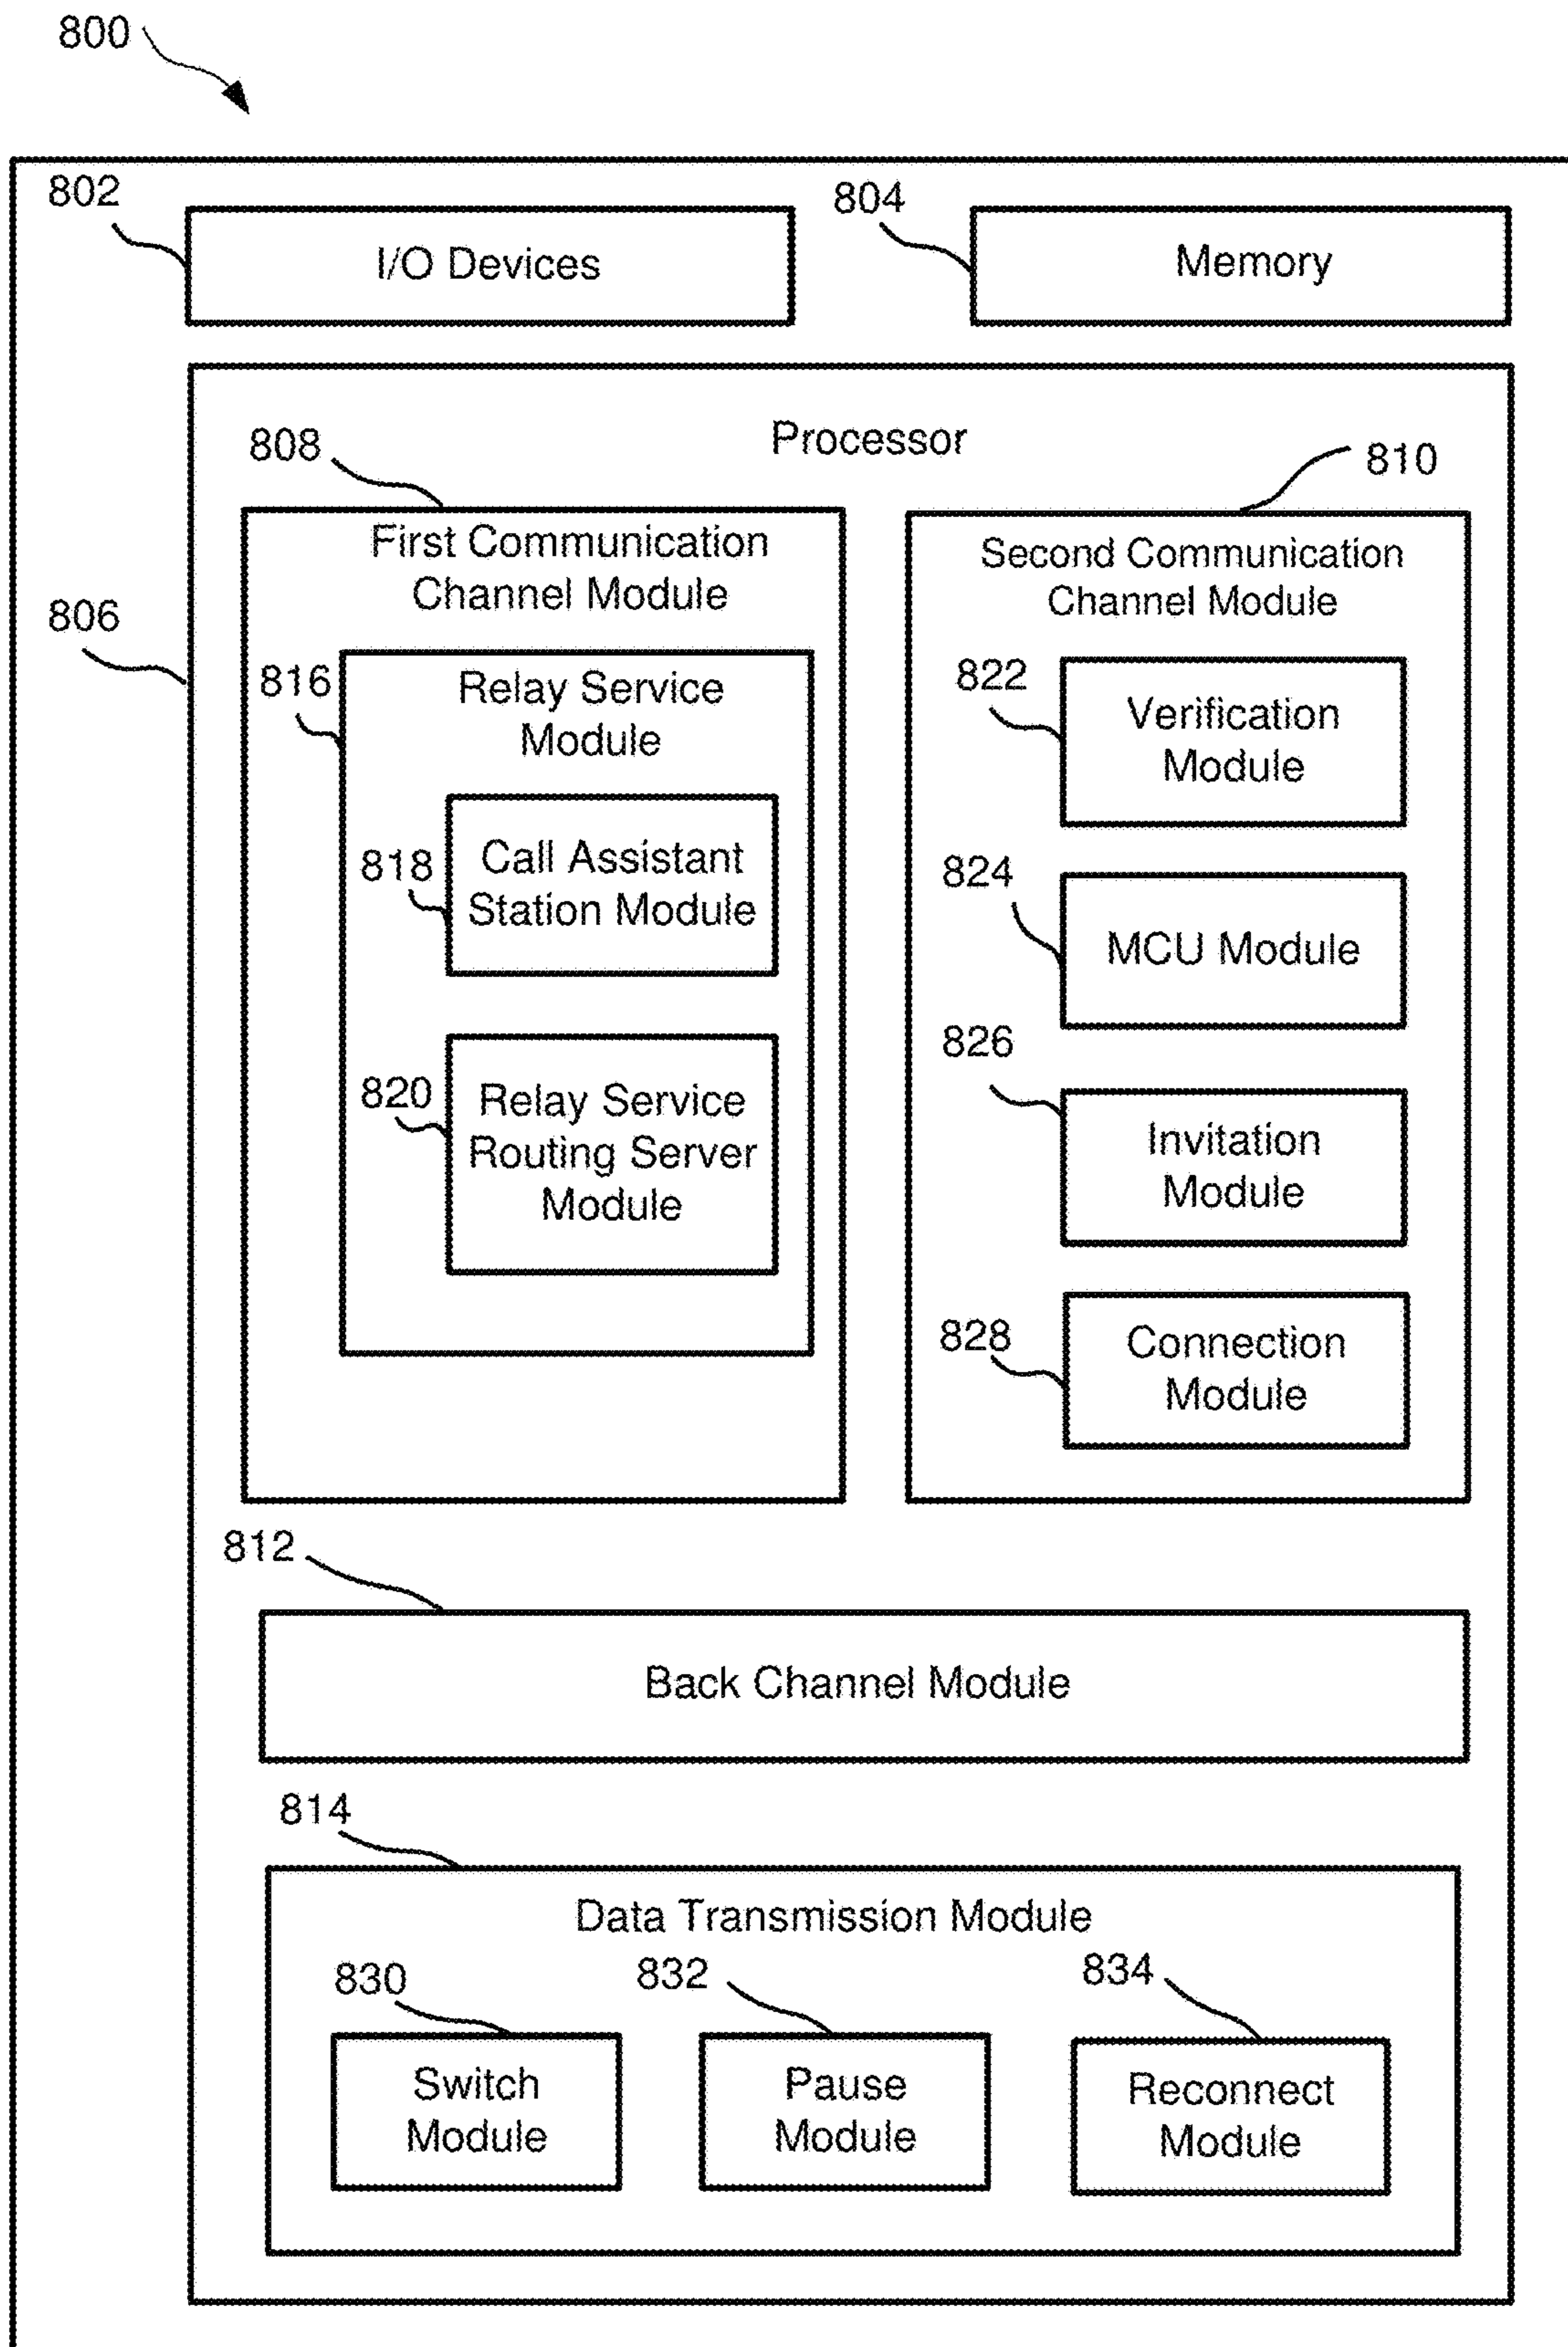 800
802
I/O Devices
804
Memory
806
Processor
808
First Communication
Channel Module
816
Relay Service
Module
818
Call Assistant
Station Module
820
Relay Service
Routing Server
Module
810
Second Communication
Channel Module
822
Verification
Module
824
MCU Module
826
Invitation
Module
828
Connection
Module
812
Back Channel Module
814
Data Transmission Module
830
Switch
Module
832
Pause
Module
834
Reconnect
Module